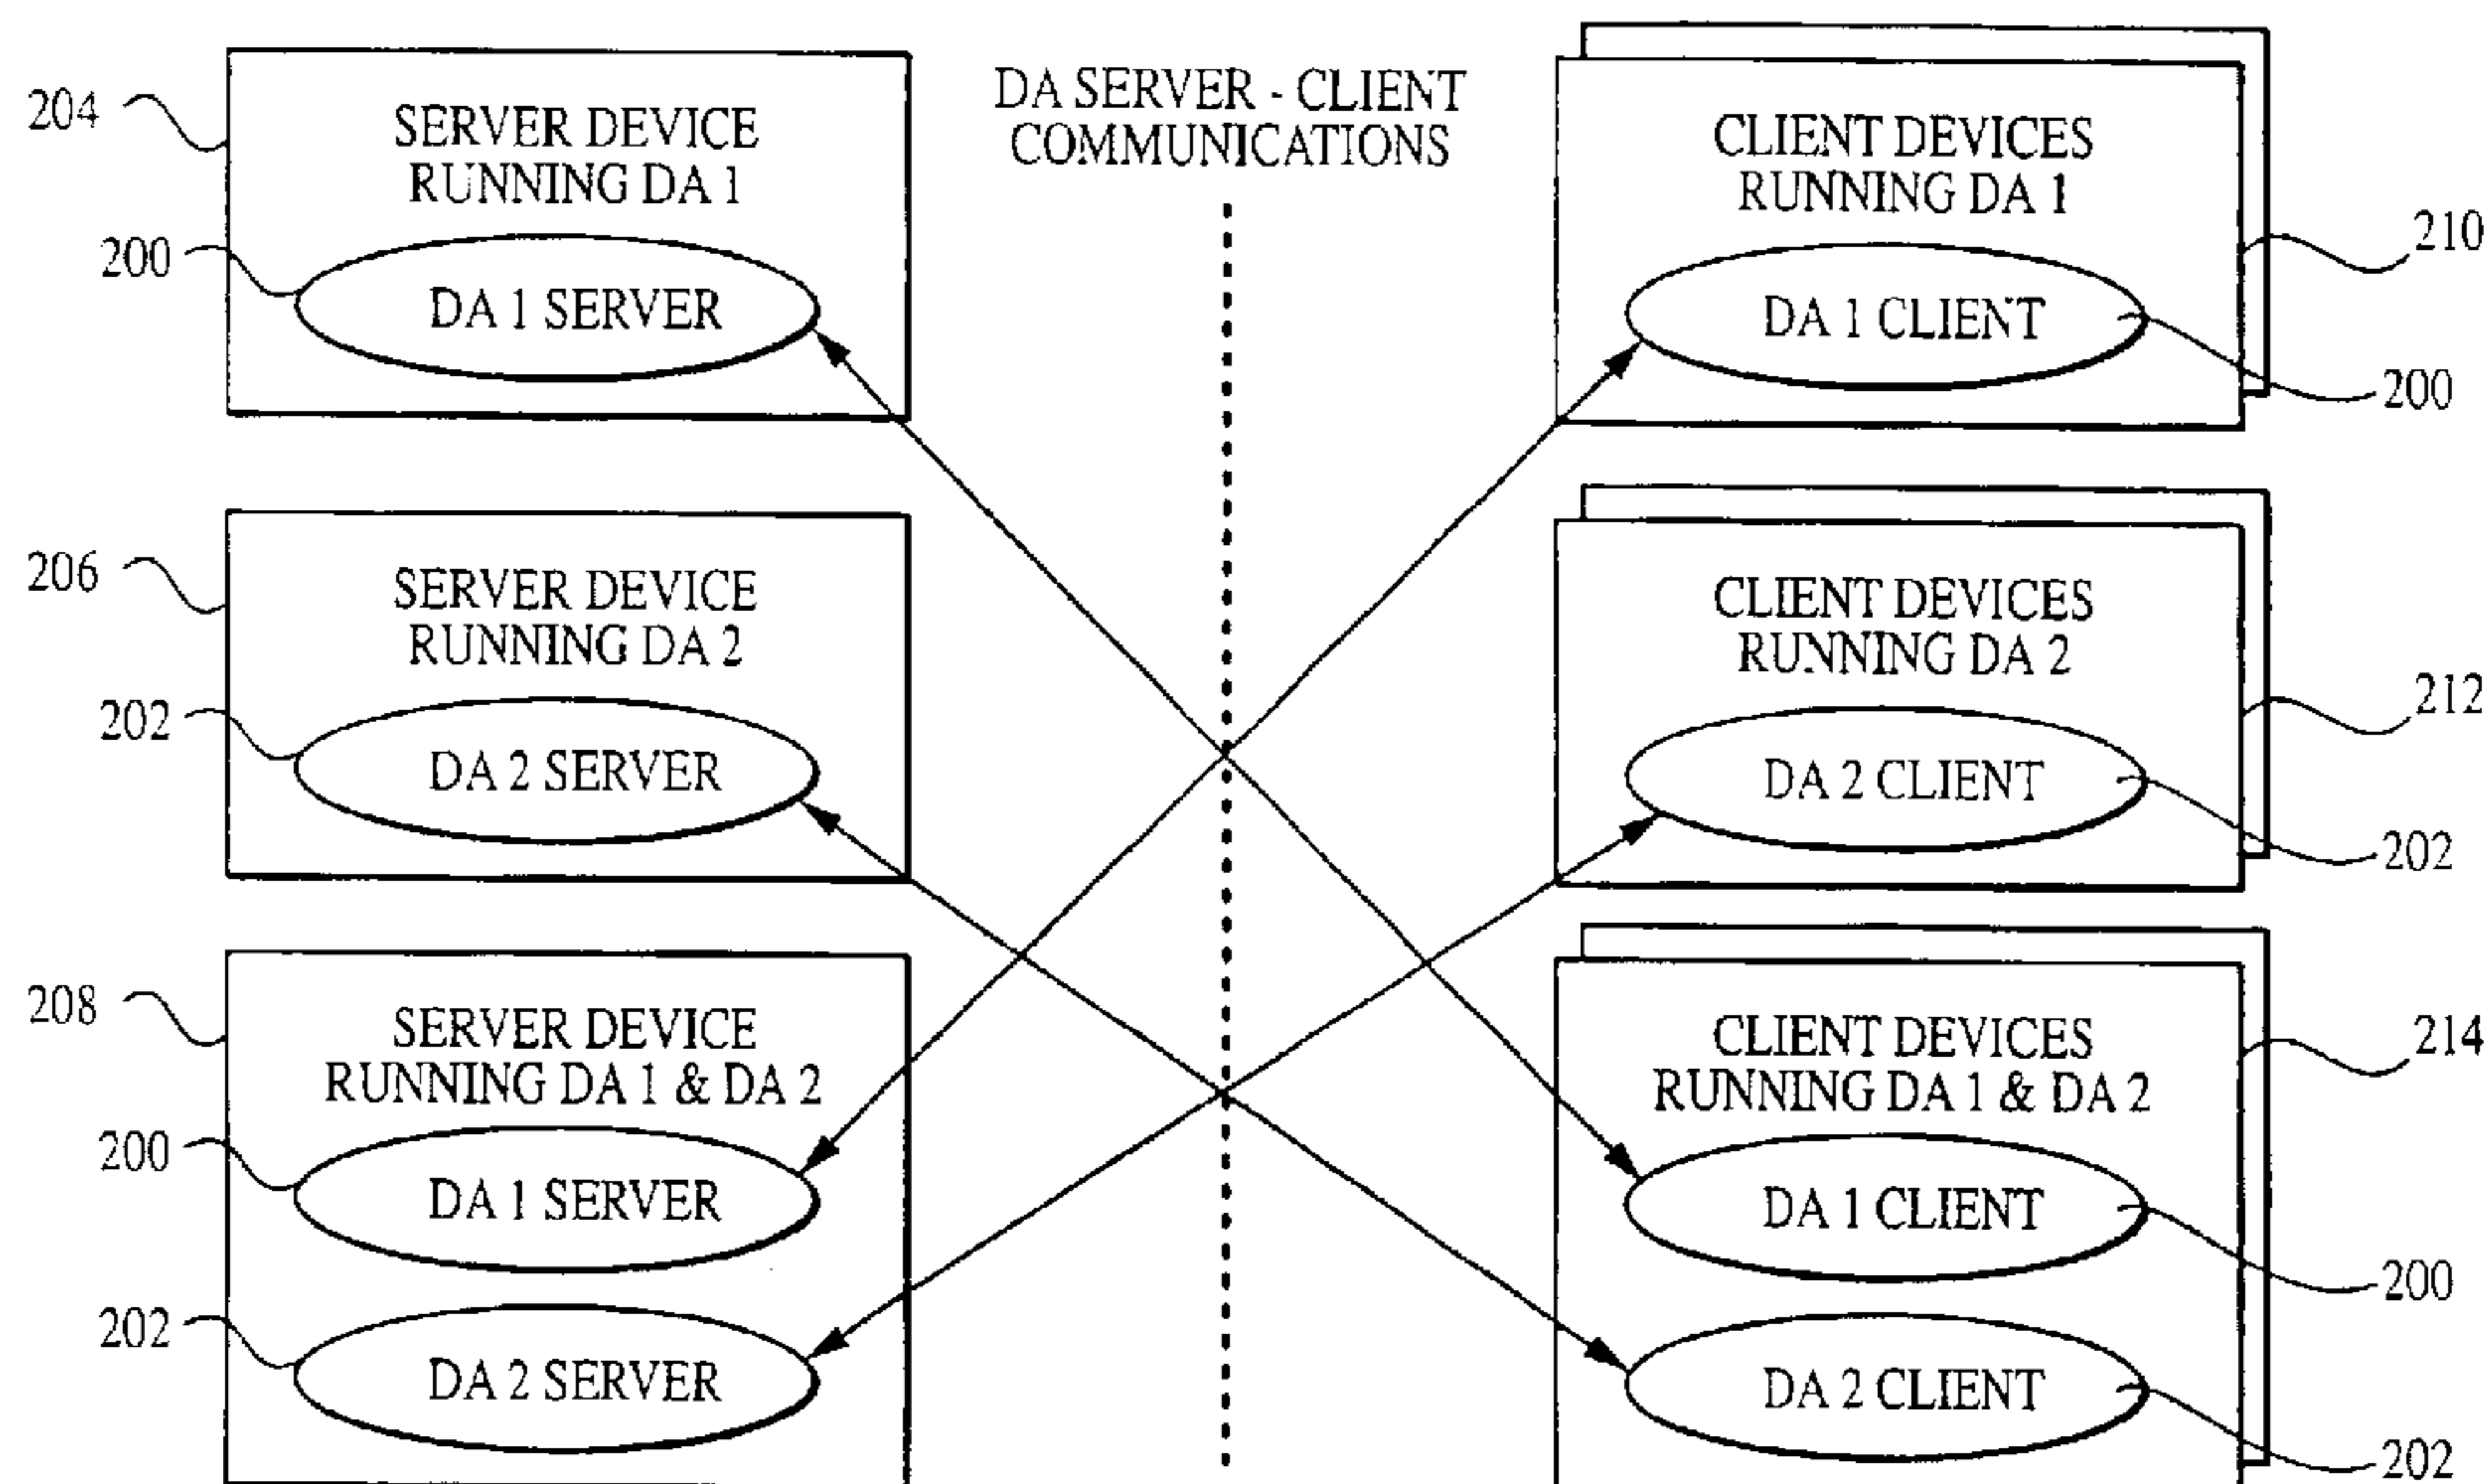 204
SERVER DEVICE
RUNNING DA 1
200
DA 1 SERVER
DA SERVER - CLIENT
COMMUNICATIONS
CLIENT DEVICES
RUNNING DA 1
210
DA 1 CLIENT
200
206
SERVER DEVICE
RUNNING DA 2
202
DA 2 SERVER
CLIENT DEVICES
RUNNING DA 2
212
DA 2 CLIENT
202
208
SERVER DEVICE
RUNNING DA 1 & DA 2
200
DA 1 SERVER
202
DA 2 SERVER
CLIENT DEVICES
RUNNING DA 1 & DA 2
214
DA 1 CLIENT
200
DA 2 CLIENT
202